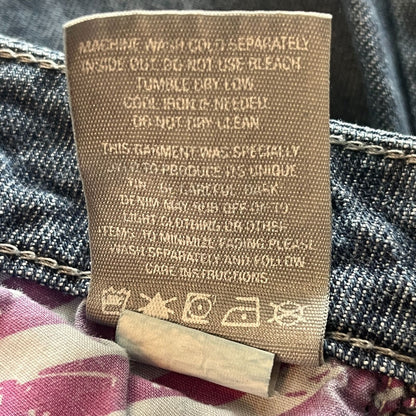 MACHINE WASH COLD SEPARATELY
INSIDE OUT. DO NOT USE BLEACH
TUMBLE DRY LOW
COOL IRON IF NEEDED
DO NOT DRY CLEAN
THIS GARMENT WAS SPECIALLY
DYED TO PRODUCE ITS UNIQUE
DARK
DENIM MAY RUB OFF ON TO
LIGHT CLOTHING OR OTHER
ITEMS. TO MINIMIZE FADING PLEASE
WASH SEPARATELY AND FOLLOW
CARE INSTRUCTIONS.